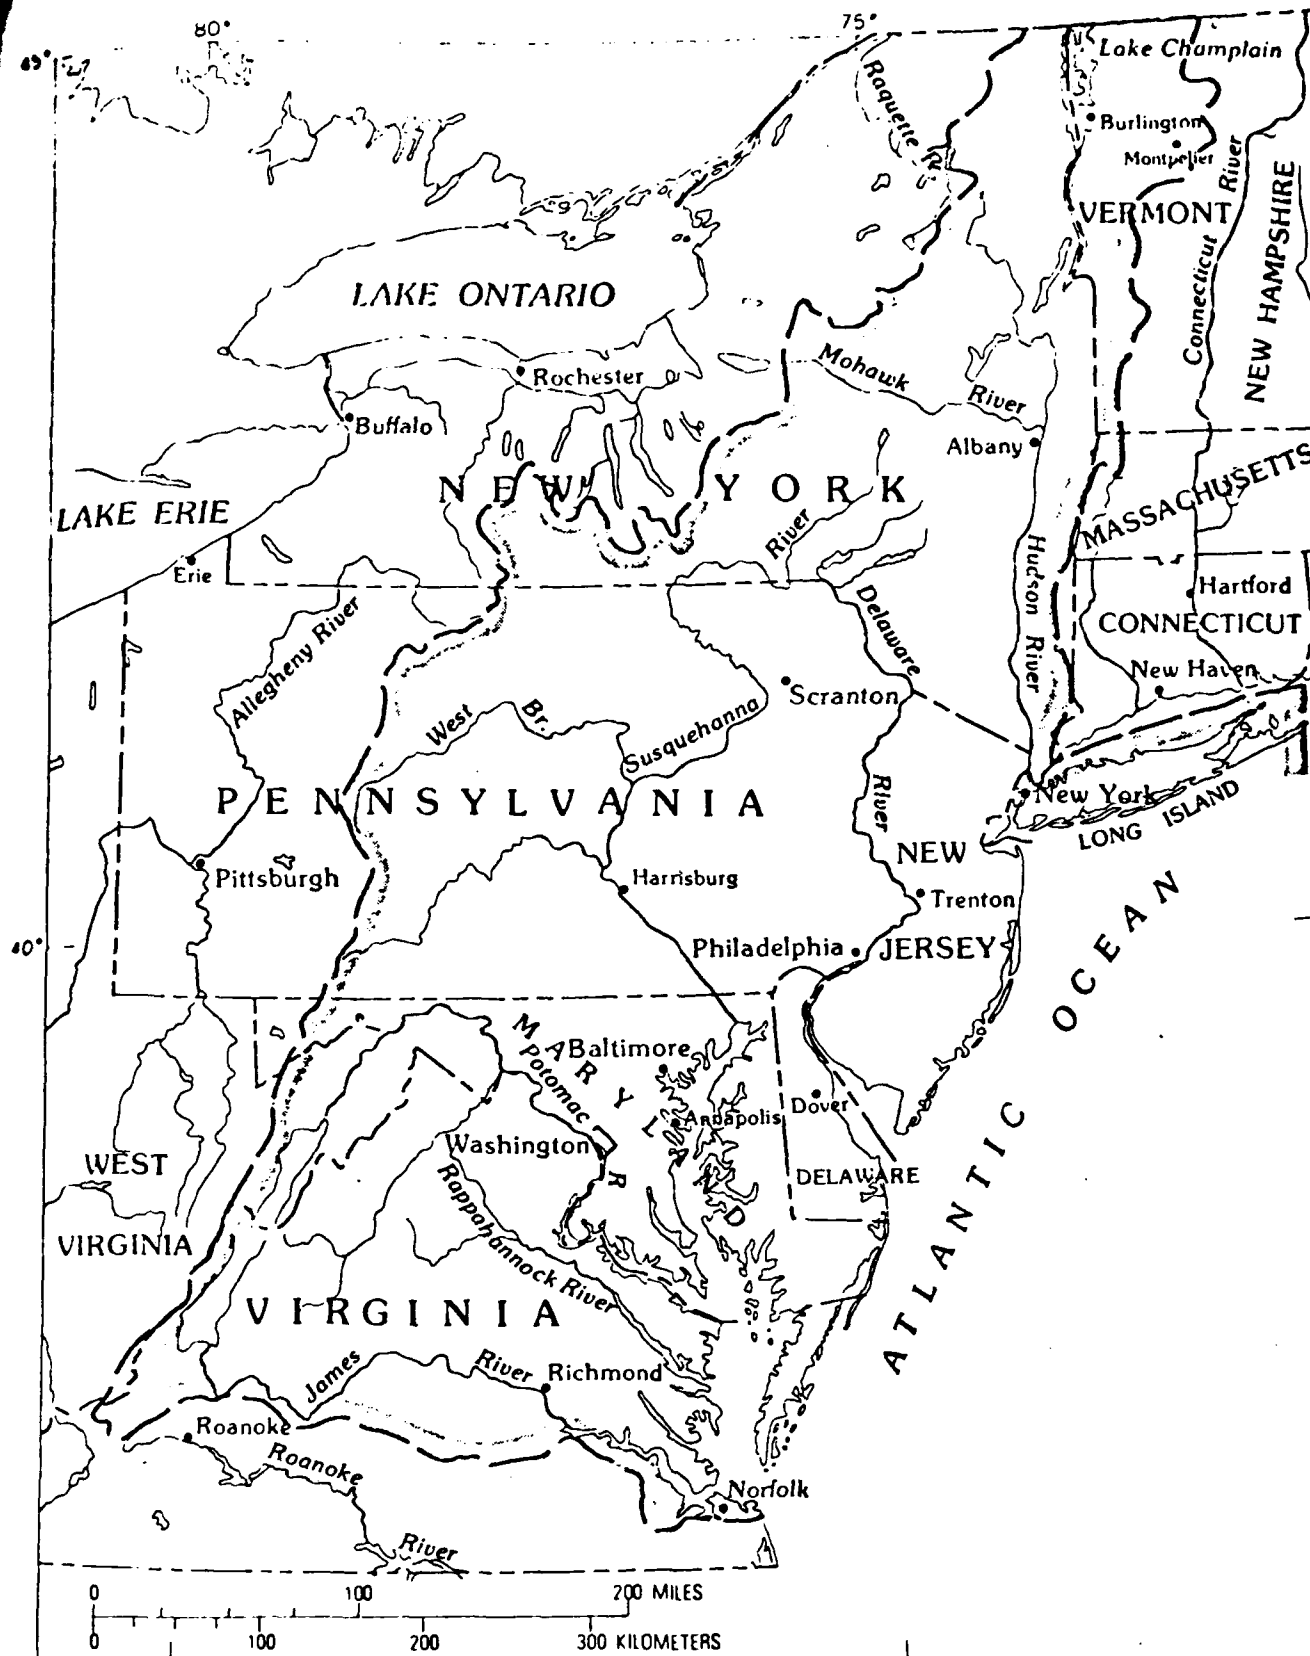 80°
75°
45°
Lake Champlain
Raquette R.
Burlington
Montpelier
River
Connecticut
VERMONT
NEW HAMPSHIRE
LAKE ONTARIO
Rochester
Mohawk
River
Buffalo
Albany
NEW YORK
MASSACHUSETTS
LAKE ERIE
River
Erie
Hudson River
Hartford
Delaware
CONNECTICUT
Allegheny River
New Haven
Scranton
West Br.
Susquehanna
PENNSYLVANIA
River
New York
LONG ISLAND
NEW
Pittsburgh
Harrisburg
Trenton
40°
Philadelphia
JERSEY
ATLANTIC OCEAN
MARYLAND
Baltimore
Potomac R
Annapolis
Dover
Washington
WEST
DELAWARE
Rappahannock River
VIRGINIA
VIRGINIA
James
River
Richmond
Roanoke
Roanoke
River
Norfolk
0 100 200 MILES
0 100 200 300 KILOMETERS